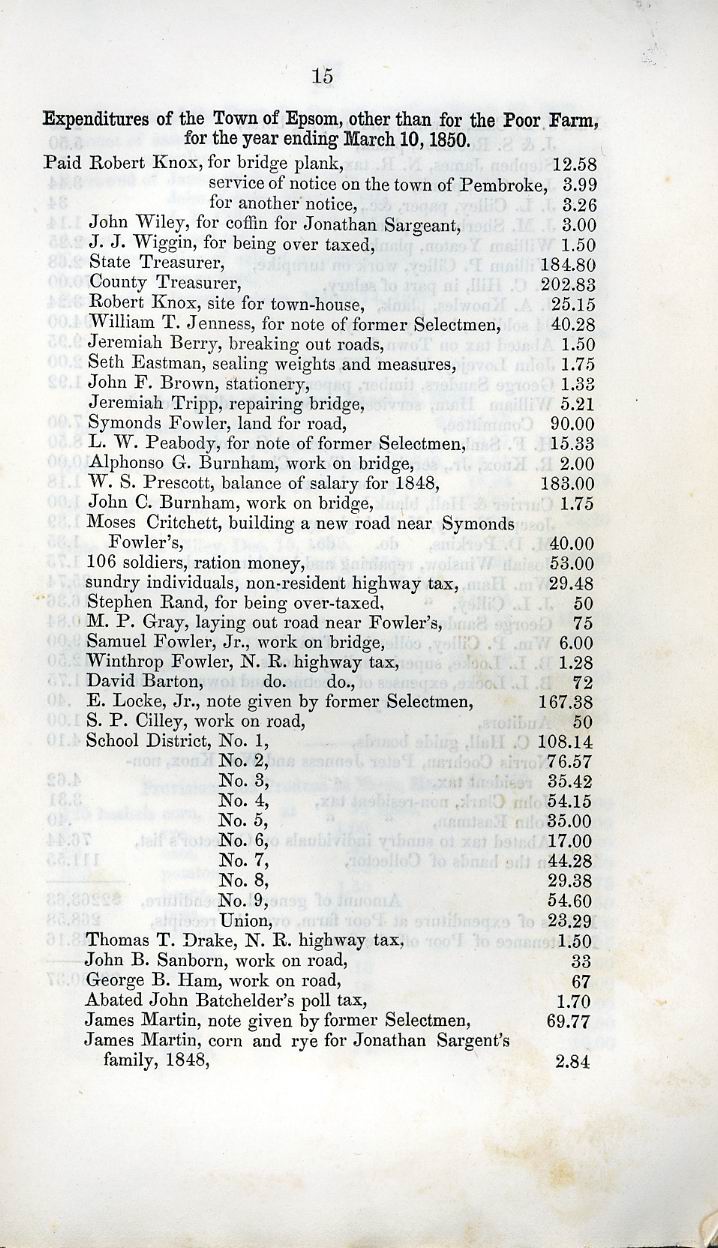 15
Expenditures of the Town of Epsom, other than for the Poor Farm,
for the year ending March 10, 1850.
Paid Robert Knox, for bridge plank, 12.58
service of notice on the town of Pembroke, 3.99
for another notice, 3.26
John Wiley, for coffin for Jonathan Sargeant, 3.00
J. J. Wiggin, for being over taxed, 1.50
State Treasurer, 184.80
County Treasurer, 202.83
Robert Knox, site for town-house, 25.15
William T. Jenness, for note of former Selectmen, 40.28
Jeremiah Berry, breaking out roads, 1.50
Seth Eastman, sealing weights and measures, 1.75
John F. Brown, stationery, 1.33
Jeremiah Tripp, repairing bridge, 5.21
Symonds Fowler, land for road, 90.00
L. W. Peabody, for note of former Selectmen, 15.33
Alphonso G. Burnham, work on bridge, 2.00
W. S. Prescott, balance of salary for 1848, 183.00
John C. Burnham, work on bridge, 1.75
Moses Critchett, building a new road near Symonds
Fowler's, 40.00
106 soldiers, ration money, 53.00
sundry individuals, non-resident highway tax, 29.48
Stephen Rand, for being over-taxed, 50
M. P. Gray, laying out road near Fowler's, 75
Samuel Fowler, Jr., work on bridge, 6.00
Winthrop Fowler, N. R. highway tax, 1.28
David Barton, do. do., 72
E. Locke, Jr., note given by former Selectmen, 167.38
S. P. Cilley, work on road, 50
School District, No. 1, 108.14
No. 2, 76.57
No. 3, 35.42
No. 4, 54.15
No. 5, 35.00
No. 6, 17.00
No. 7, 44.28
No. 8, 29.38
No. 9, 54.60
Union, 23.29
Thomas T. Drake, N. R. highway tax, 1.50
John B. Sanborn, work on road, 33
George B. Ham, work on road, 67
Abated John Batchelder's poll tax, 1.70
James Martin, note given by former Selectmen, 69.77
James Martin, corn and rye for Jonathan Sargent's
family, 1848, 2.84